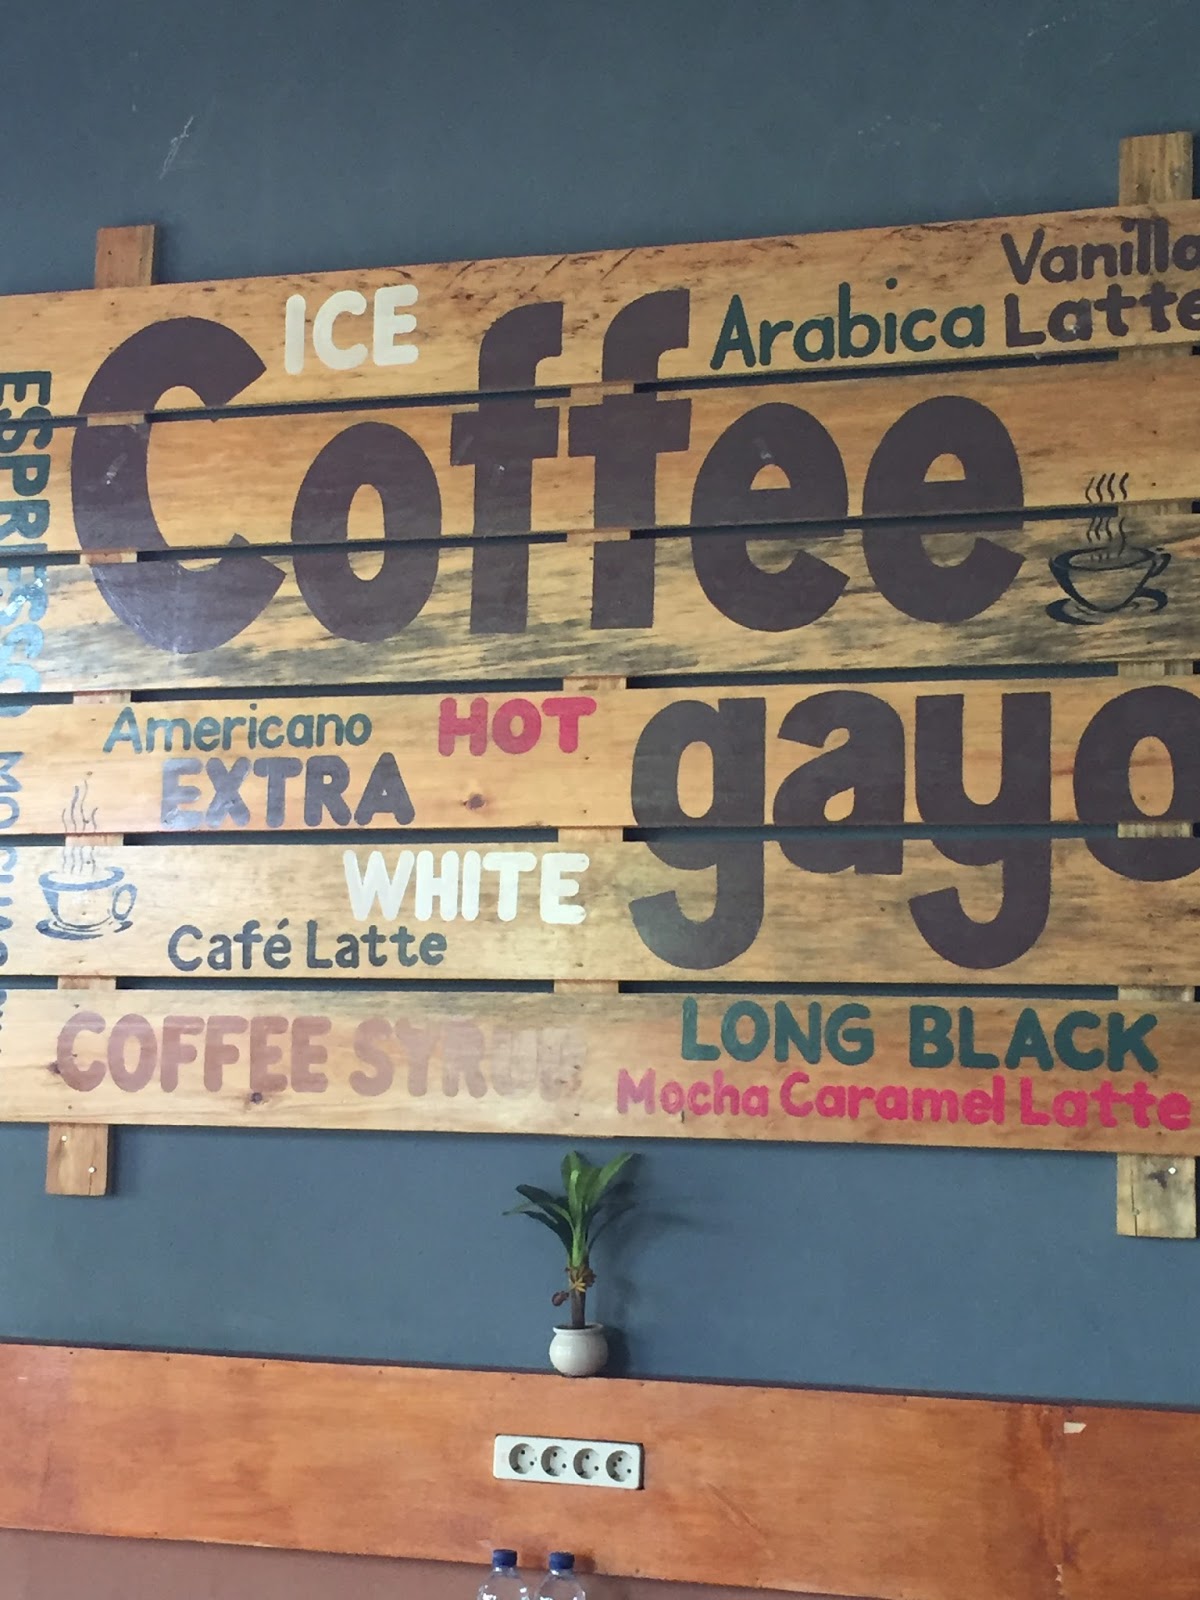 ICE
Coffee
Arabica
Vanilla
Latte
ESPRESSO
Americano
HOT
EXTRA
gayo
WHITE
Café Latte
COFFEE SYRUP
LONG BLACK
Mocha Caramel Latte